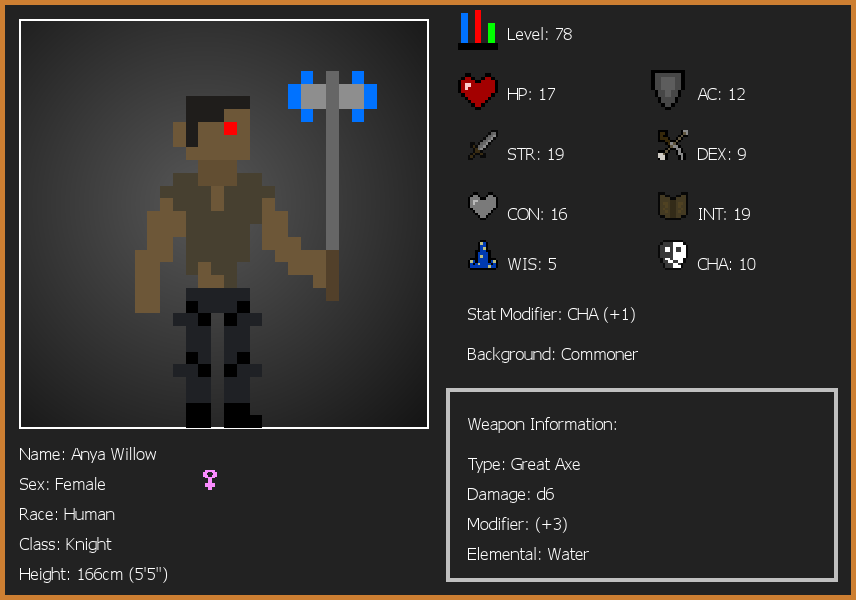 Level: 78
HP: 17
AC: 12
STR: 19
DEX: 9
CON: 16
INT: 19
WIS: 5
CHA: 10
Stat Modifier: CHA (+1)
Background: Commoner
Weapon Information:
Type: Great Axe
Damage: d6
Modifier: (+3)
Elemental: Water
Name: Anya Willow
Sex: Female
Race: Human
Class: Knight
Height: 166cm (5'5")